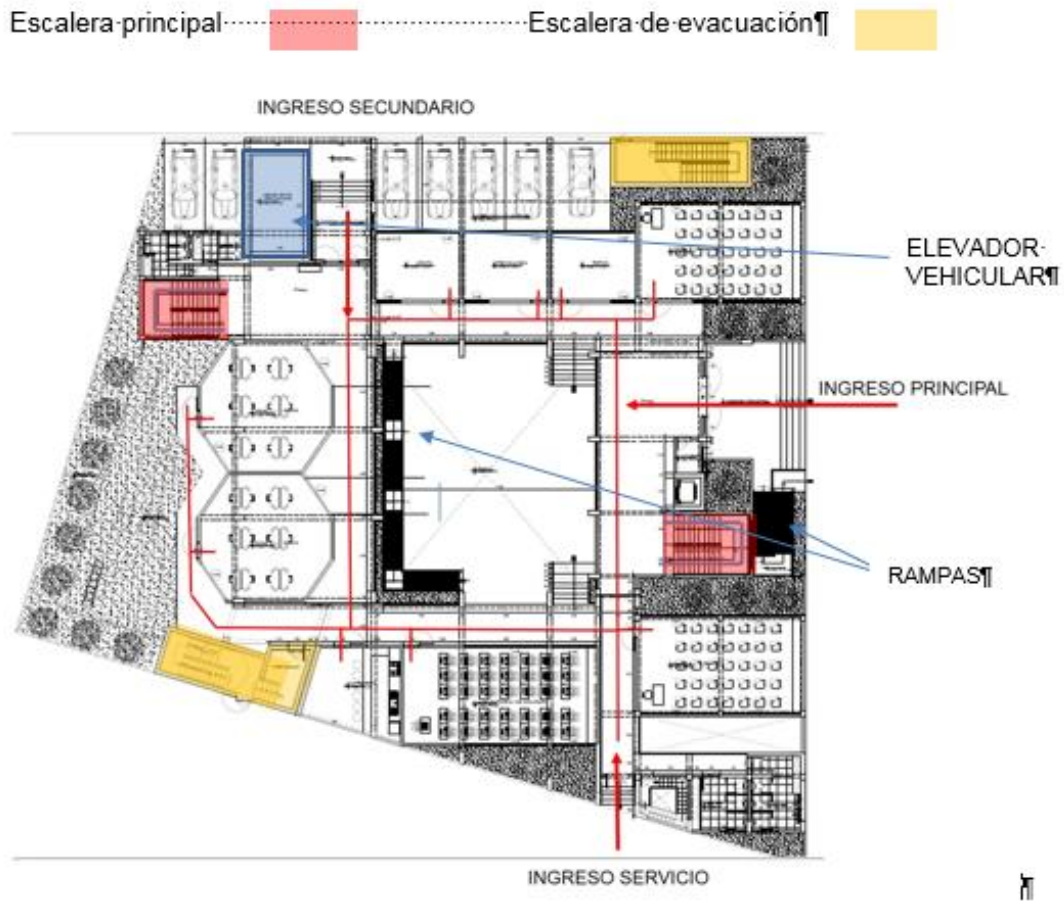 Escalera·principal································Escalera·de·evacuación¶
INGRESO SECUNDARIO
ELEVADOR·
VEHICULAR¶
INGRESO PRINCIPAL
RAMPAS¶
INGRESO SERVICIO
¶